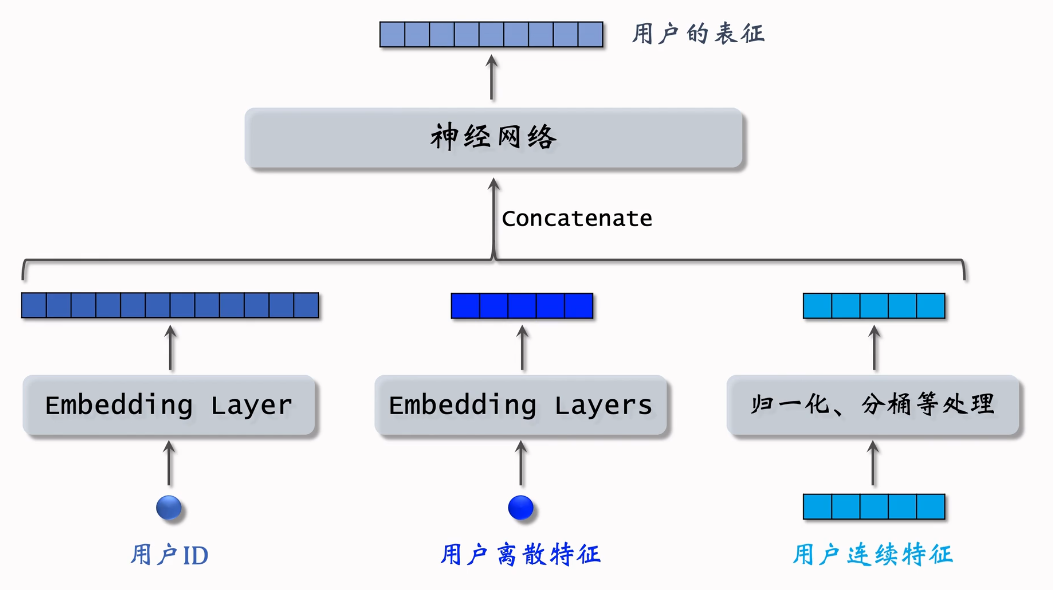 用户的表征
神经网络
Concatenate
Embedding Layer
Embedding Layers
归一化、分桶等处理
用户ID
用户离散特征
用户连续特征